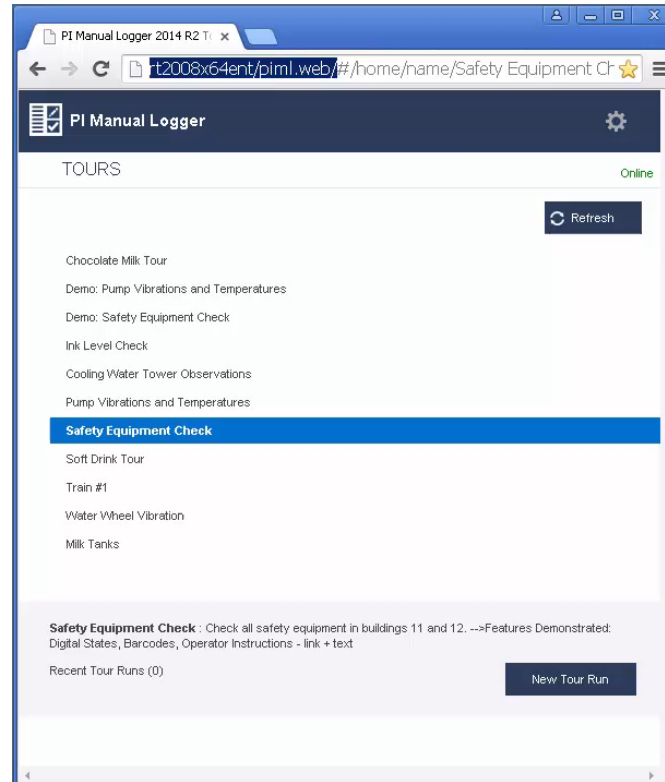 PI Manual Logger 2014 R2 T
rt2008x64ent/piml.web/#/home/name/Safety Equipment Ch
PI Manual Logger
TOURS
Online
Refresh
Chocolate Milk Tour
Demo: Pump Vibrations and Temperatures
Demo: Safety Equipment Check
Ink Level Check
Cooling Water Tower Observations
Pump Vibrations and Temperatures
Safety Equipment Check
Soft Drink Tour
Train #1
Water Wheel Vibration
Milk Tanks
Safety Equipment Check : Check all safety equipment in buildings 11 and 12. -->Features Demonstrated:
Digital States, Barcodes, Operator Instructions - link + text
Recent Tour Runs (0)
New Tour Run